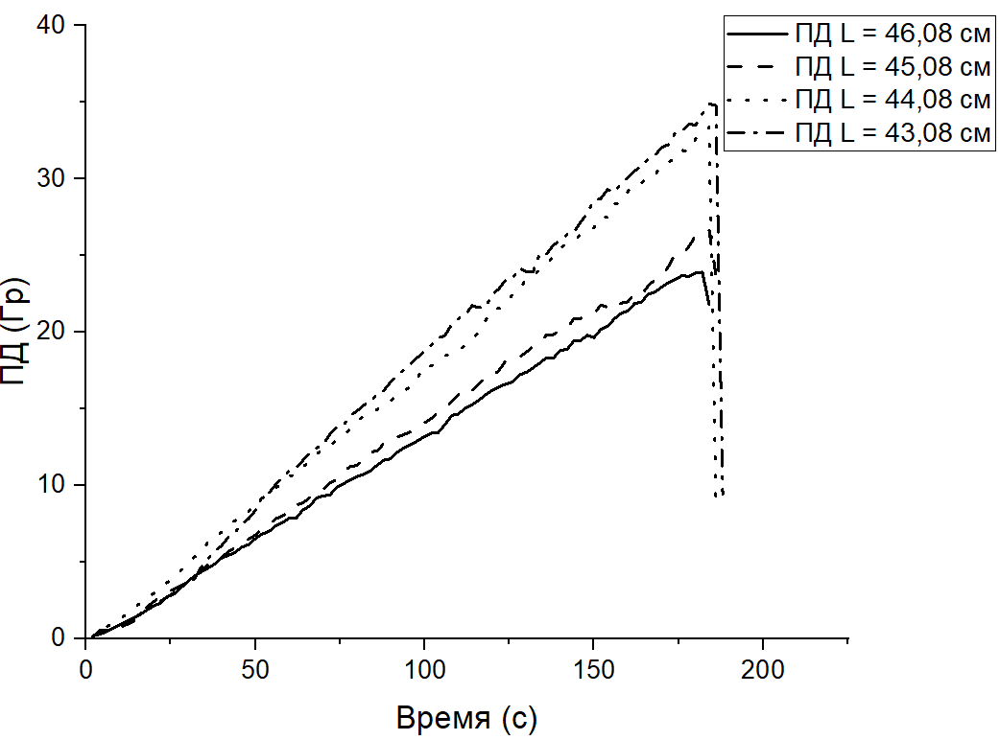 40
30
20
10
0
ПД (Гр)
0
50
100
150
200
Время (с)
ПД L = 46,08 см
ПД L = 45,08 см
ПД L = 44,08 см
ПД L = 43,08 см